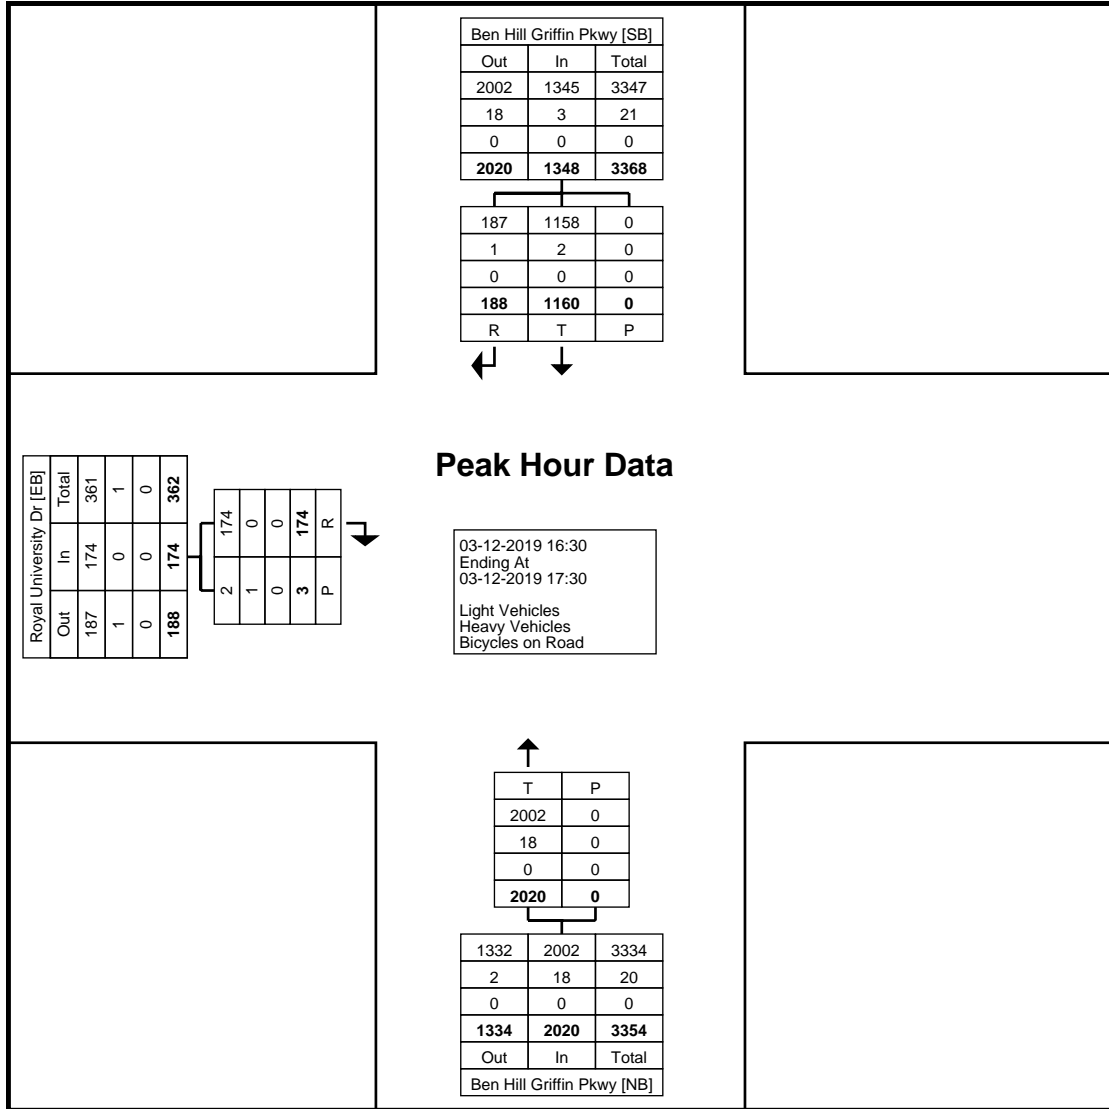 Ben Hill Griffin Pkwy [SB]
Out In Total
2002 1345 3347
18 3 21
0 0 0
2020 1348 3368
187 1158 0
1 2 0
0 0 0
188 1160 0
R T P
Peak Hour Data
Royal University Dr [EB]
Out In Total
187 174 361
1 0 1
0 0 0
188 174 362
2 174
1 0
0 0
3 174
P R
03-12-2019 16:30
Ending At
03-12-2019 17:30
Light Vehicles
Heavy Vehicles
Bicycles on Road
T P
2002 0
18 0
0 0
2020 0
1332 2002 3334
2 18 20
0 0 0
1334 2020 3354
Out In Total
Ben Hill Griffin Pkwy [NB]